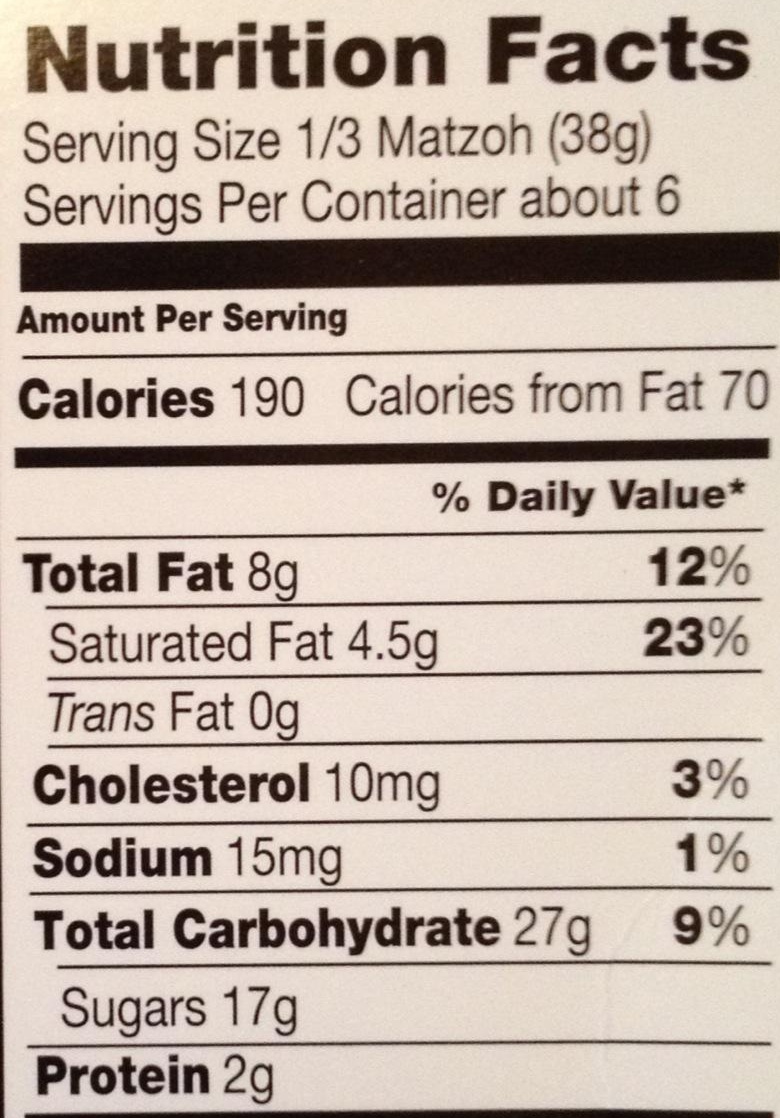 Nutrition Facts
Serving Size 1/3 Matzoh (38g)
Servings Per Container about 6
Amount Per Serving
Calories 190 Calories from Fat 70
% Daily Value*
Total Fat 8g 12%
Saturated Fat 4.5g 23%
Trans Fat 0g
Cholesterol 10mg 3%
Sodium 15mg 1%
Total Carbohydrate 27g 9%
Sugars 17g
Protein 2g